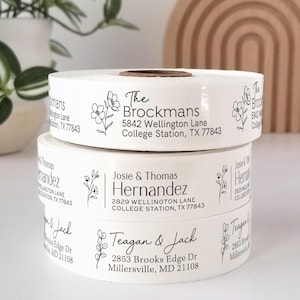 The
Brockmans
5842 Wellington Lane
College Station, TX 77843
Josie & Thomas
Hernandez
2829 WELLINGTON LANE
COLLEGE STATION, TX 77843
Teagan & Jack
2853 Brooks Edge Dr
Millersville, MD 21108